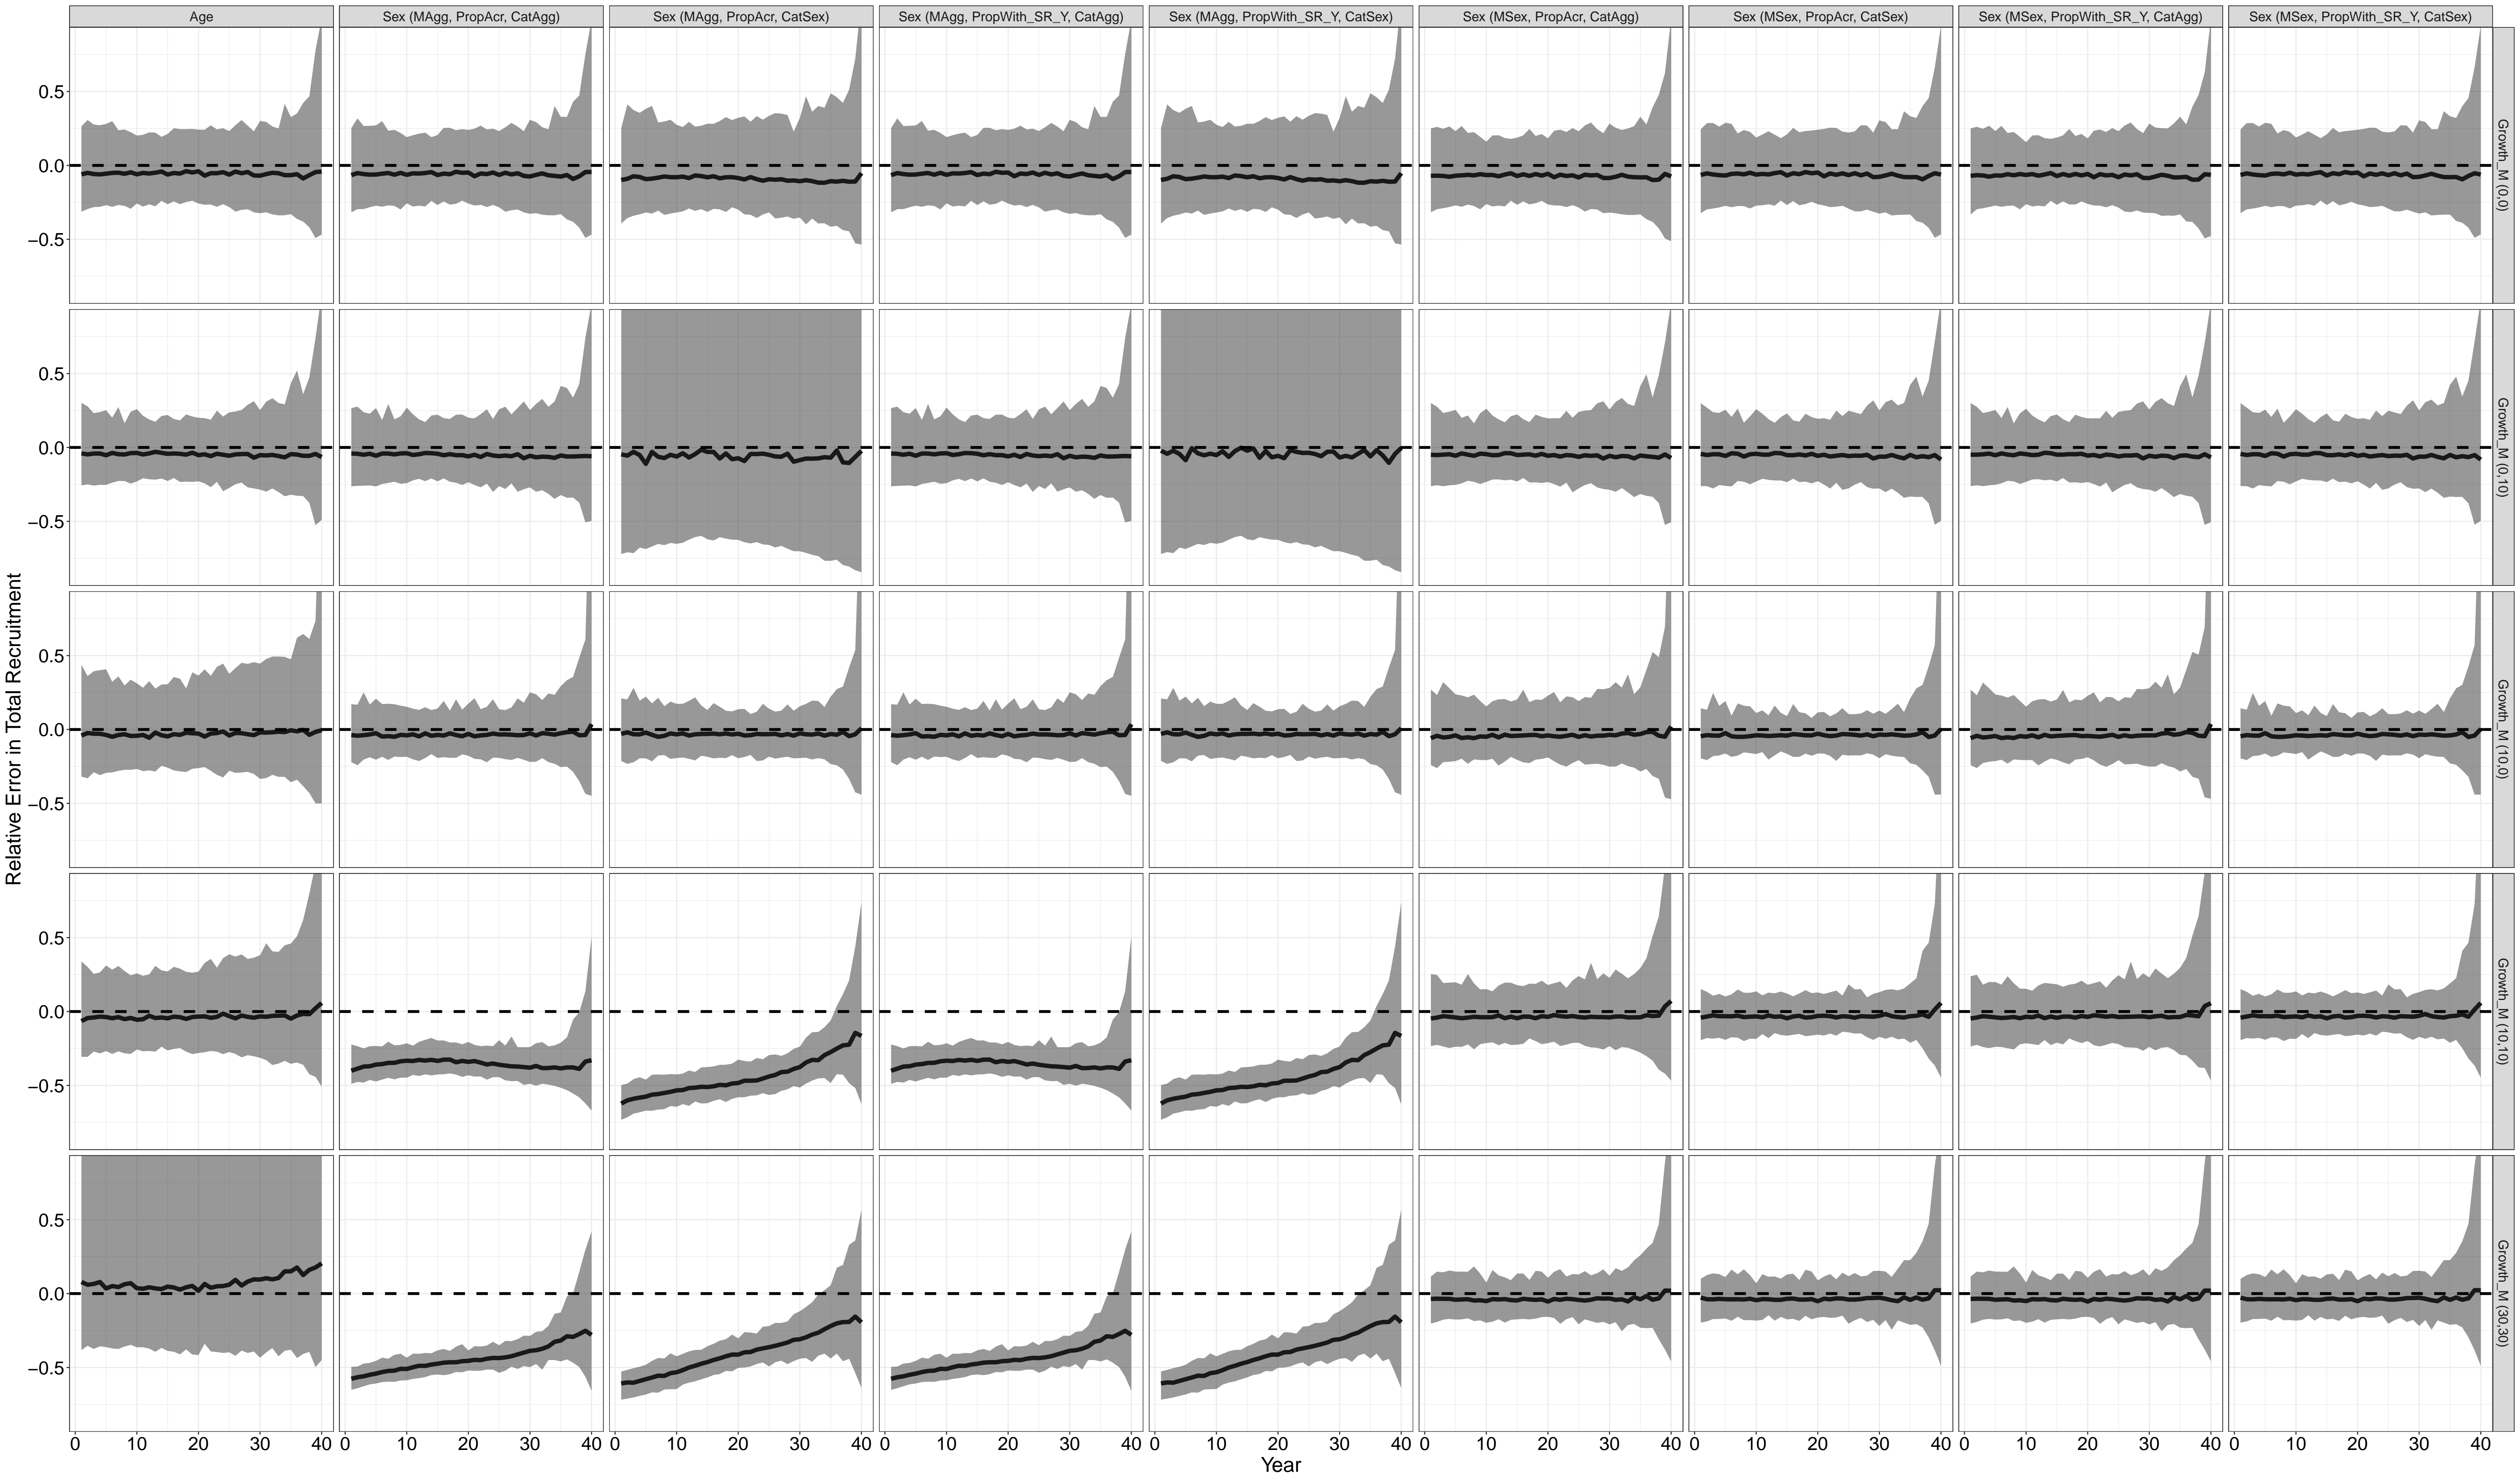 Age
Sex (MAgg, PropAcr, CatAgg)
Sex (MAgg, PropAcr, CatSex)
Sex (MAgg, PropWith_SR_Y, CatAgg)
Sex (MAgg, PropWith_SR_Y, CatSex)
Sex (MSex, PropAcr, CatAgg)
Sex (MSex, PropAcr, CatSex)
Sex (MSex, PropWith_SR_Y, CatAgg)
Sex (MSex, PropWith_SR_Y, CatSex)
Relative Error in Total Recruitment
0.5
0.0
−0.5
Growth_M (0,0)
0.5
0.0
−0.5
Growth_M (0,10)
0.5
0.0
−0.5
Growth_M (10,0)
0.5
0.0
−0.5
Growth_M (10,10)
0.5
0.0
−0.5
Growth_M (30,30)
0 10 20 30 40
0 10 20 30 40
0 10 20 30 40
0 10 20 30 40
0 10 20 30 40
0 10 20 30 40
0 10 20 30 40
0 10 20 30 40
0 10 20 30 40
Year